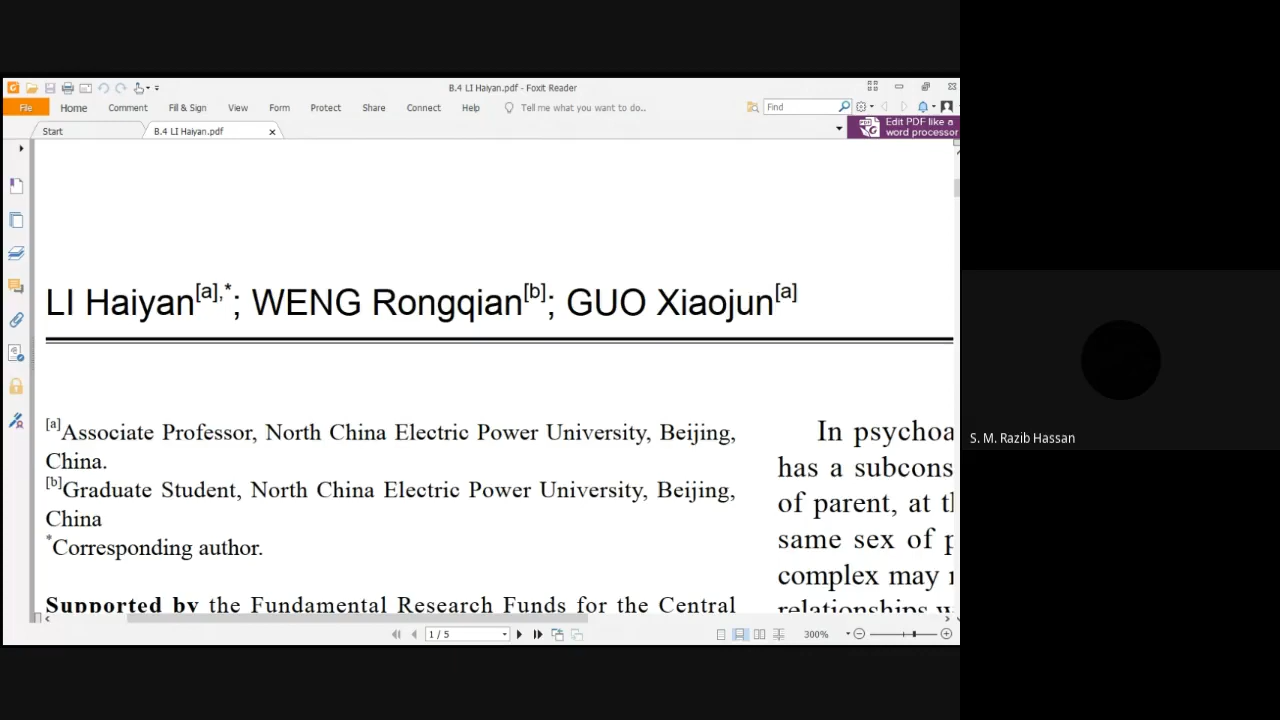 B.4 LI Haiyan.pdf - Foxit Reader
File Home Comment Fill & Sign View Form Protect Share Connect Help Tell me what you want to do.. Find
Start B.4 LI Haiyan.pdf
Edit PDF like a
word processor
LI Haiyan[a],*; WENG Rongqian[b]; GUO Xiaojun[a]
[a]Associate Professor, North China Electric Power University, Beijing,
China.
[b]Graduate Student, North China Electric Power University, Beijing,
China
*Corresponding author.
Supported by the Fundamental Research Funds for the Central
In psychoa
has a subcons
of parent, at
same sex of
complex may
relationships
1 / 5
300%
S. M. Razib Hassan